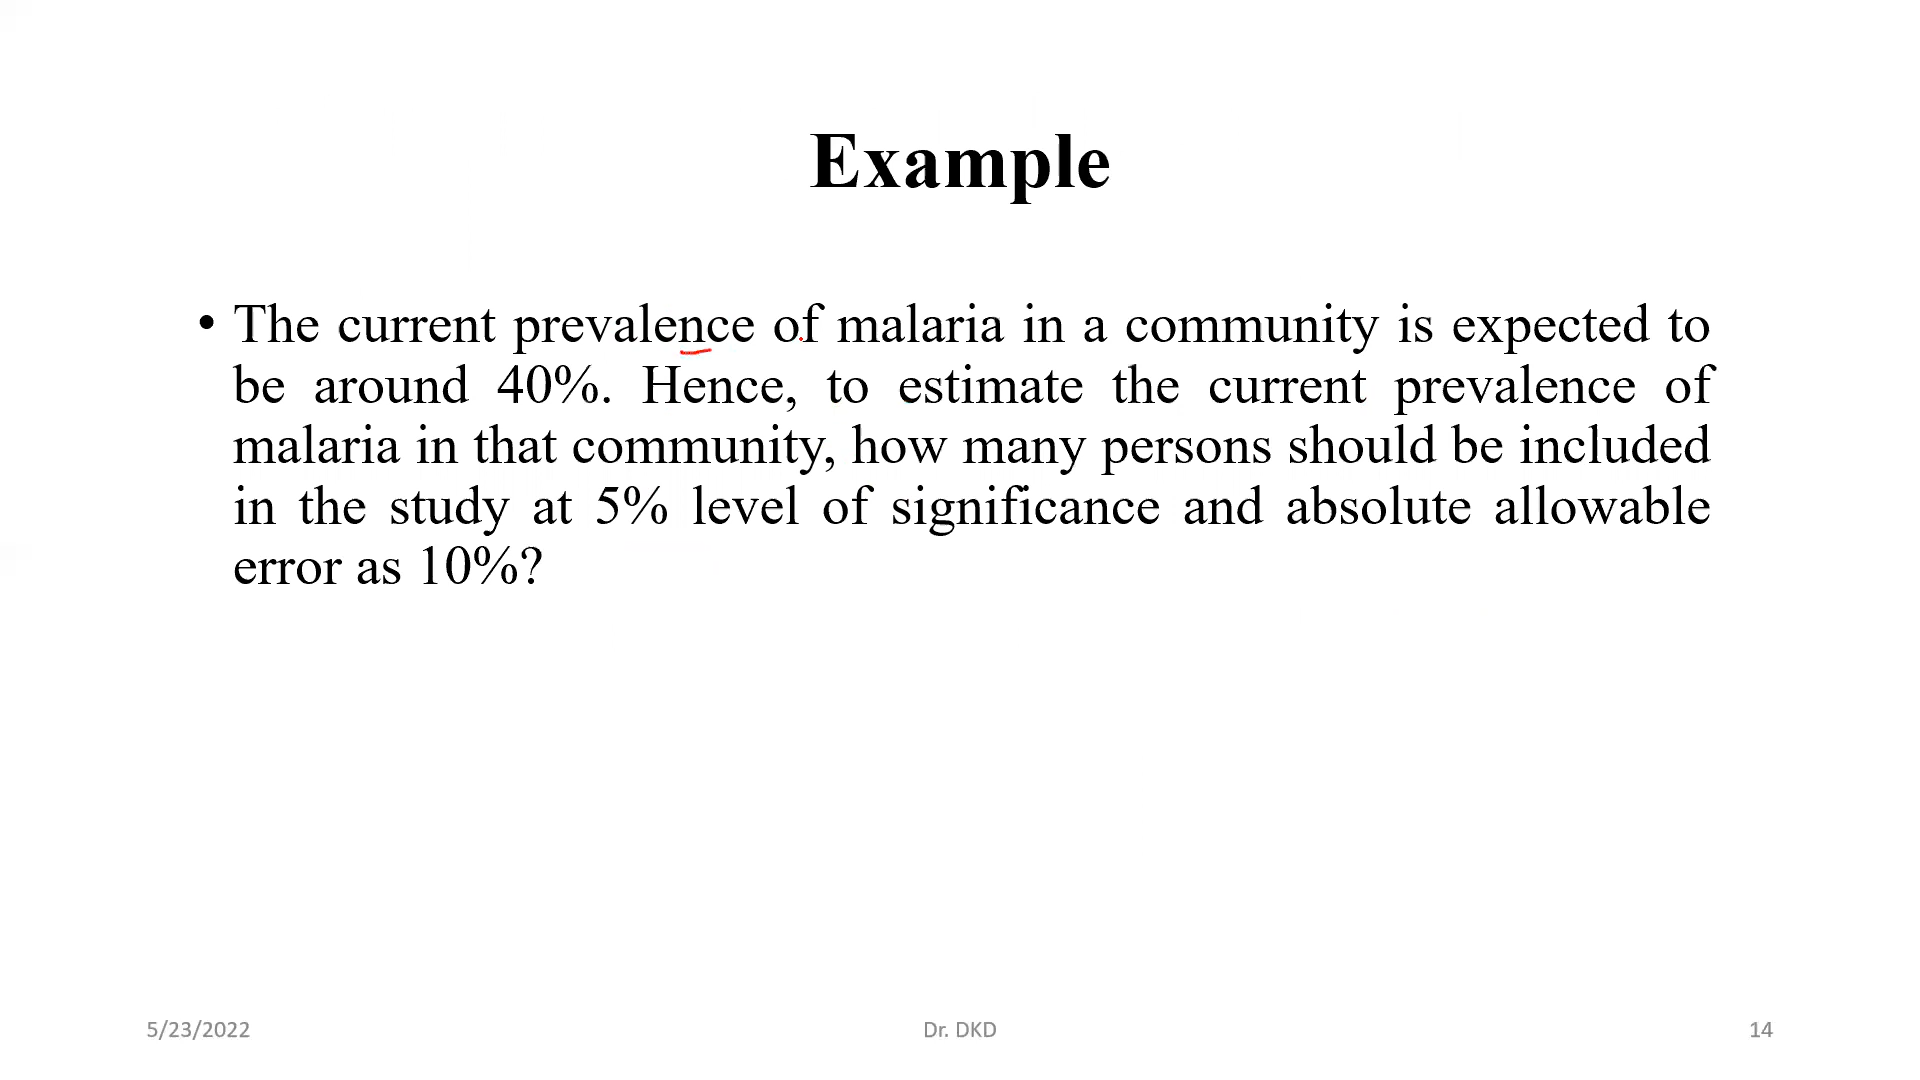 Example
• The current prevalence of malaria in a community is expected to
be around 40%. Hence, to estimate the current prevalence of
malaria in that community, how many persons should be included
in the study at 5% level of significance and absolute allowable
error as 10%?
5/23/2022
Dr. DKD
14